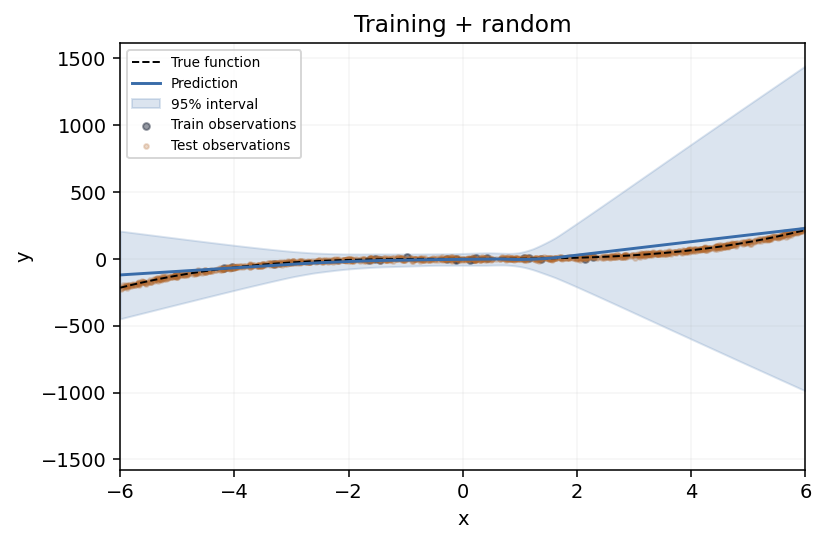 Training + random
True function
Prediction
95% interval
Train observations
Test observations
1500
1000
500
0
−500
−1000
−1500
y
−6 −4 −2 0 2 4 6
x